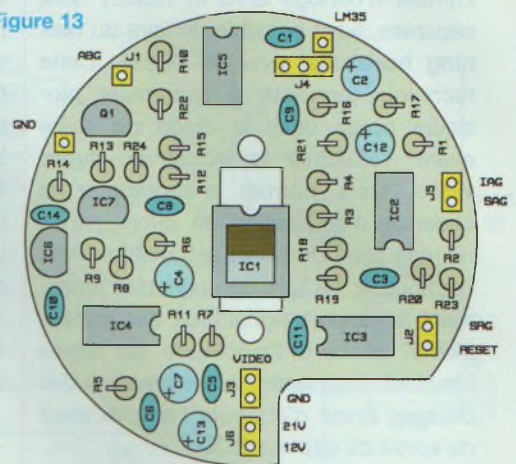 Figure 13
LM35
ABG
J1
R10
IC5
C1
J4
C2
GND
Q1
R22
C9
R16
R17
R14
R13
R24
R15
R21
C12
R1
R12
R4
J5
IAG
SAG
C14
IC7
C8
R3
IC2
IC6
R9
R8
R6
IC1
R18
R2
C4
R19
C3
R20
R23
C10
IC4
R11
R7
C11
IC3
J2
SRG
RESET
VIDEO
R5
C7
C5
J3
GND
C6
C13
J6
21V
12V